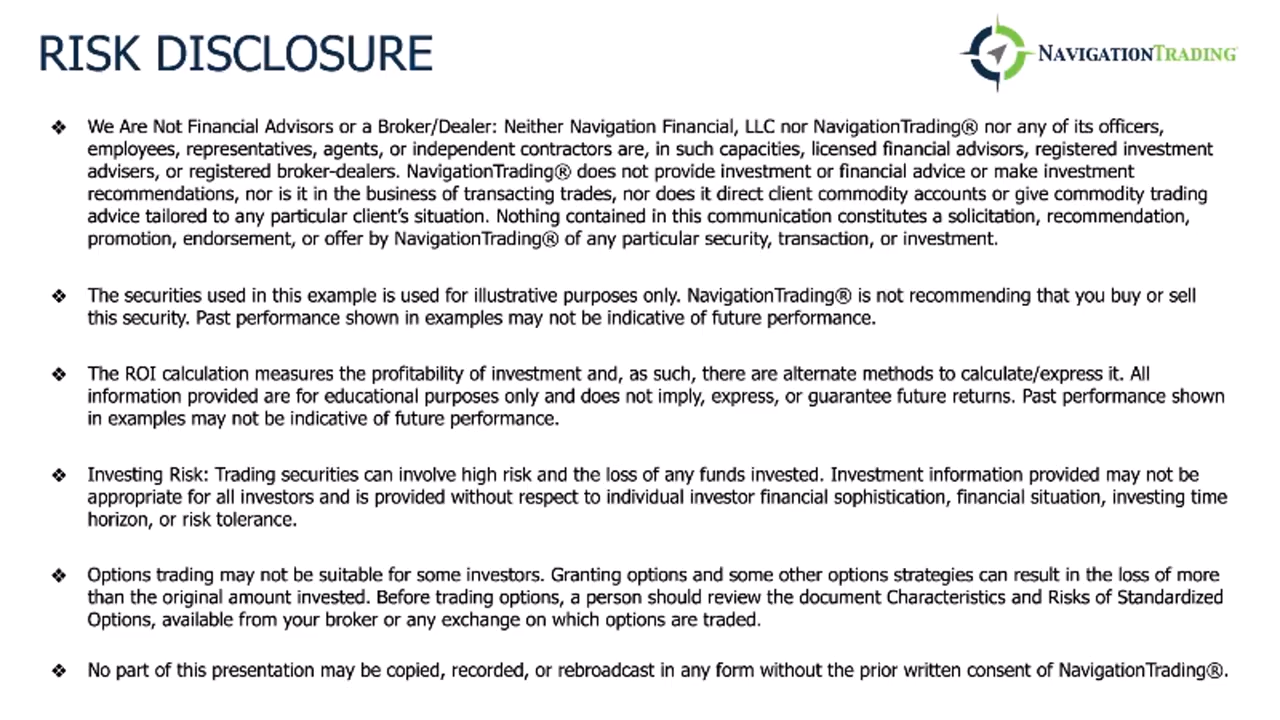 RISK DISCLOSURE
NAVIGATIONTRADING
❖ We Are Not Financial Advisors or a Broker/Dealer: Neither Navigation Financial, LLC nor NavigationTrading® nor any of its officers,
employees, representatives, agents, or independent contractors are, in such capacities, licensed financial advisors, registered investment
advisers, or registered broker-dealers. NavigationTrading® does not provide investment or financial advice or make investment
recommendations, nor is it in the business of transacting trades, nor does it direct client commodity accounts or give commodity trading
advice tailored to any particular client's situation. Nothing contained in this communication constitutes a solicitation, recommendation,
promotion, endorsement, or offer by NavigationTrading® of any particular security, transaction, or investment.
❖ The securities used in this example is used for illustrative purposes only. NavigationTrading® is not recommending that you buy or sell
this security. Past performance shown in examples may not be indicative of future performance.
❖ The ROI calculation measures the profitability of investment and, as such, there are alternate methods to calculate/express it. All
information provided are for educational purposes only and does not imply, express, or guarantee future returns. Past performance shown
in examples may not be indicative of future performance.
❖ Investing Risk: Trading securities can involve high risk and the loss of any funds invested. Investment information provided may not be
appropriate for all investors and is provided without respect to individual investor financial sophistication, financial situation, investing time
horizon, or risk tolerance.
❖ Options trading may not be suitable for some investors. Granting options and some other options strategies can result in the loss of more
than the original amount invested. Before trading options, a person should review the document Characteristics and Risks of Standardized
Options, available from your broker or any exchange on which options are traded.
❖ No part of this presentation may be copied, recorded, or rebroadcast in any form without the prior written consent of NavigationTrading®.